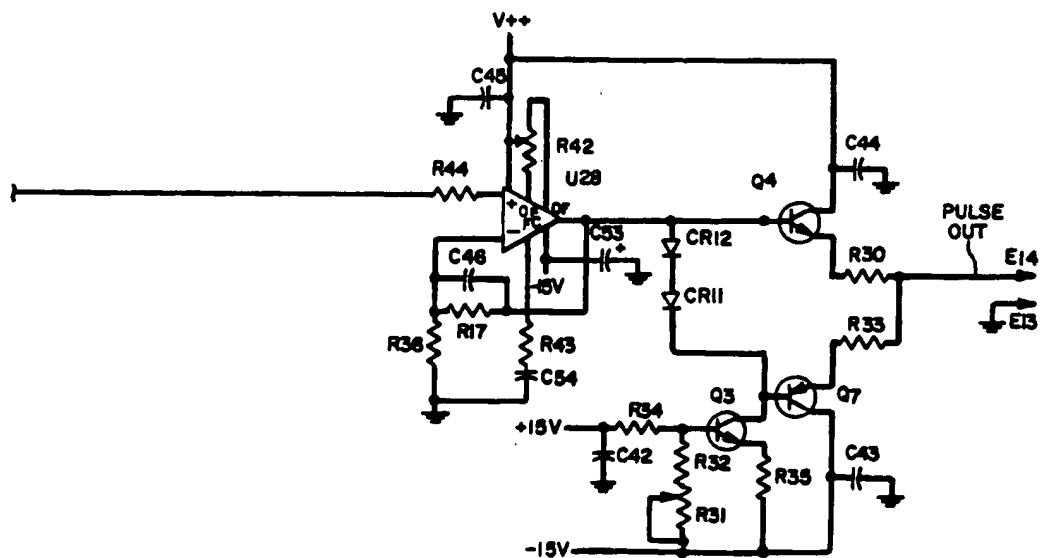 V++
C45
R42
C44
R44
U28
Q4
+
-
C53
+
PULSE
OUT
CR12
E14
C46
-15V
R30
CR11
E13
R17
R33
R36
R43
C54
Q3
Q7
R34
+15V
C42
R32
C43
R35
R31
-15V